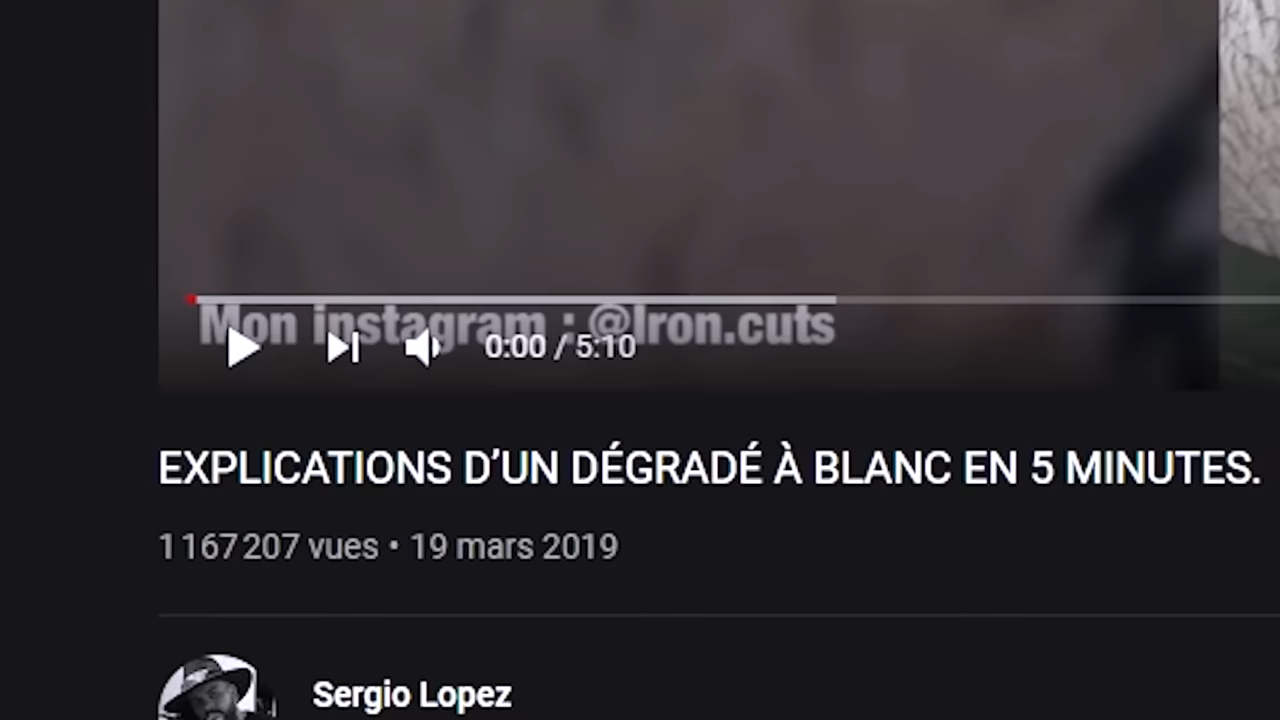 Mon instagram : @Iron.cuts
0:00 / 5:10
EXPLICATIONS D’UN DÉGRADÉ À BLANC EN 5 MINUTES.
1 167 207 vues • 19 mars 2019
Sergio Lopez